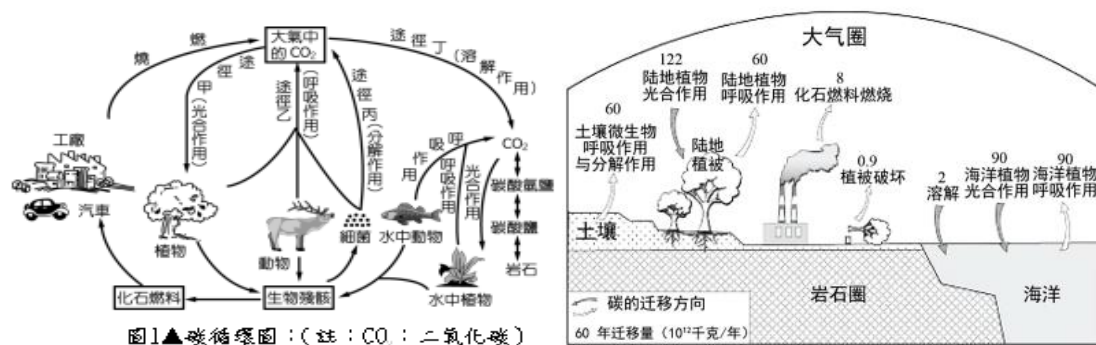 大氣中
的CO₂
燃燒
途徑甲(光合作用)
途徑乙
(呼吸作用)
途徑丙(分解作用)
途徑丁(溶解作用)
工廠
汽車
植物
動物
細菌
水中動物
呼吸作用
呼吸作用
光合作用
CO₂
碳酸氫鹽
碳酸鹽
岩石
水中植物
化石燃料
生物殘骸
圖1▲碳循環圖:(註:CO₂:二氧化碳)
大气圈
122
陆地植物
光合作用
60
陆地植物
呼吸作用
8
化石燃料燃烧
60
土壤微生物
呼吸作用
与分解作用
陆地
植被
0.9
植被破坏
2
溶解
90
海洋植物
光合作用
90
海洋植物
呼吸作用
土壤
岩石圈
海洋
碳的迁移方向
60 年迁移量(10¹²千克/年)